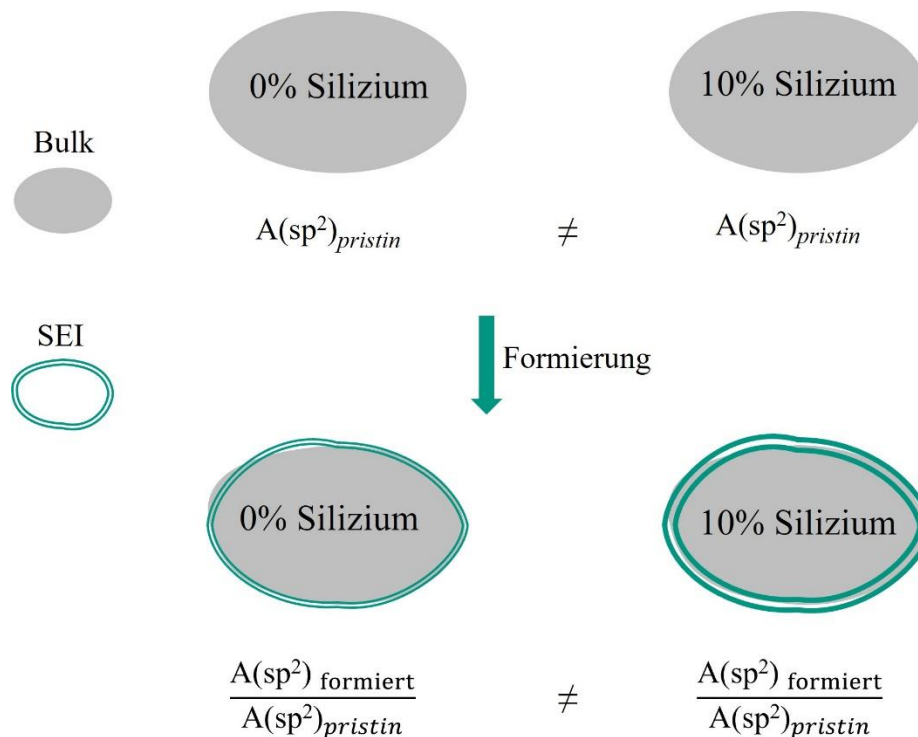 0% Silizium 10% Silizium
Bulk
A(sp²)pristin ≠ A(sp²)pristin
SEI
Formierung
0% Silizium 10% Silizium
A(sp²) formiert ≠ A(sp²) formiert
A(sp²)pristin A(sp²)pristin